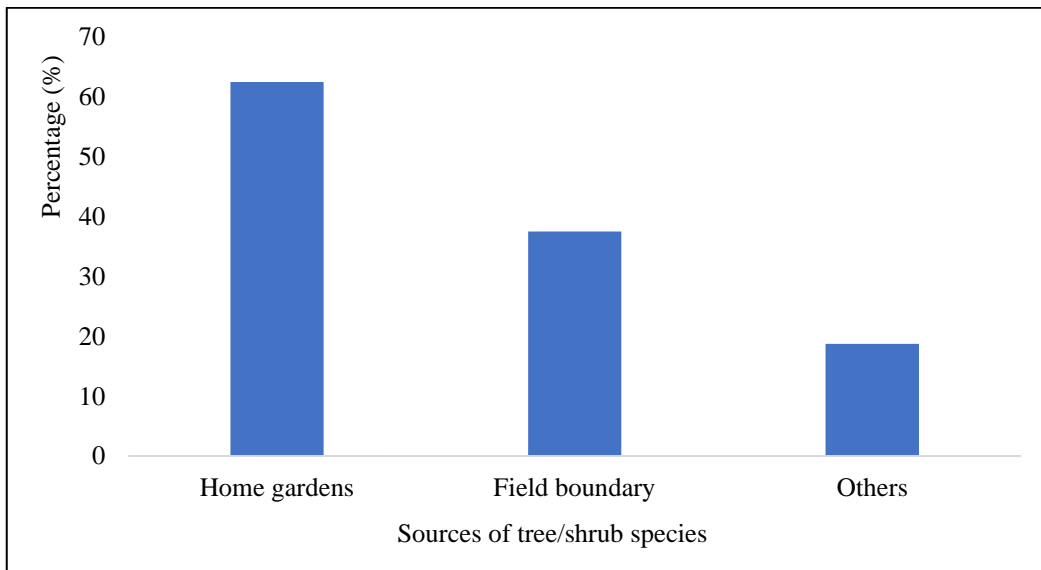 70
60
50
40
30
20
10
0
Percentage (%)
Home gardens
Field boundary
Others
Sources of tree/shrub species